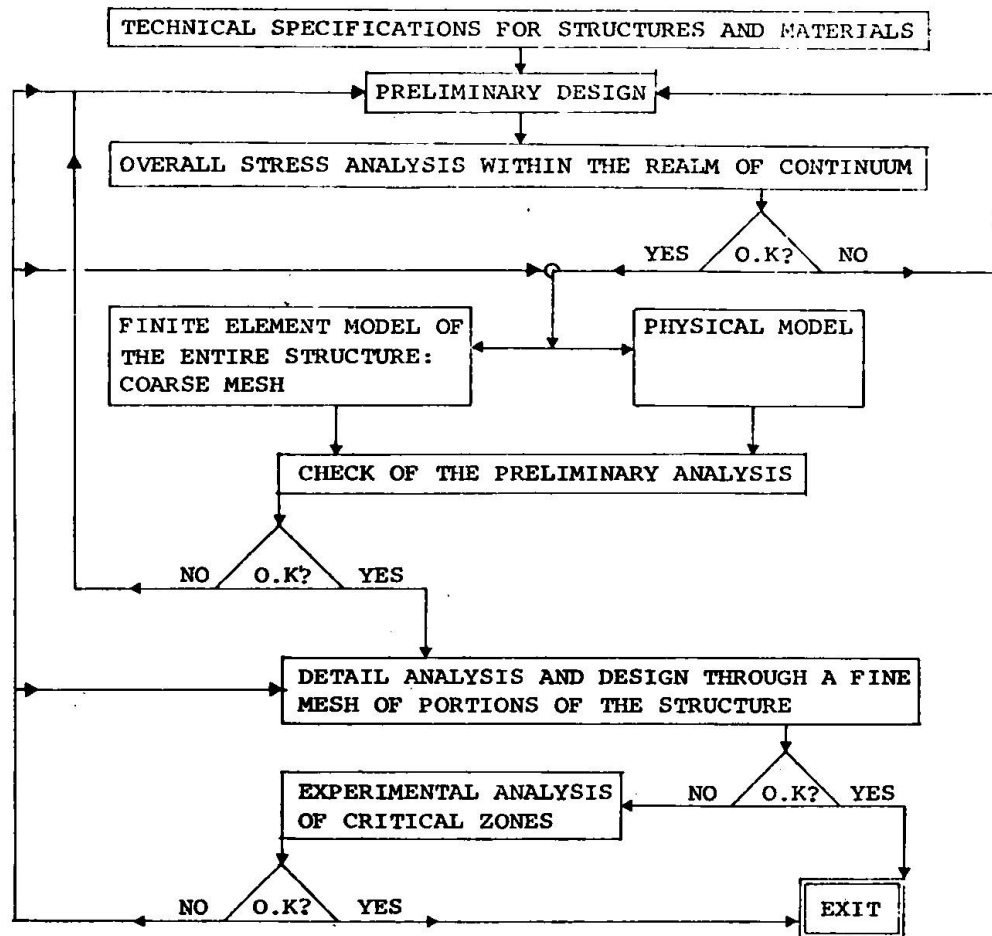 TECHNICAL SPECIFICATIONS FOR STRUCTURES AND MATERIALS
PRELIMINARY DESIGN
OVERALL STRESS ANALYSIS WITHIN THE REALM OF CONTINUUM
YES O.K? NO
FINITE ELEMENT MODEL OF
THE ENTIRE STRUCTURE:
COARSE MESH
PHYSICAL MODEL
CHECK OF THE PRELIMINARY ANALYSIS
NO O.K? YES
DETAIL ANALYSIS AND DESIGN THROUGH A FINE
MESH OF PORTIONS OF THE STRUCTURE
NO O.K? YES
EXPERIMENTAL ANALYSIS
OF CRITICAL ZONES
NO O.K? YES
EXIT